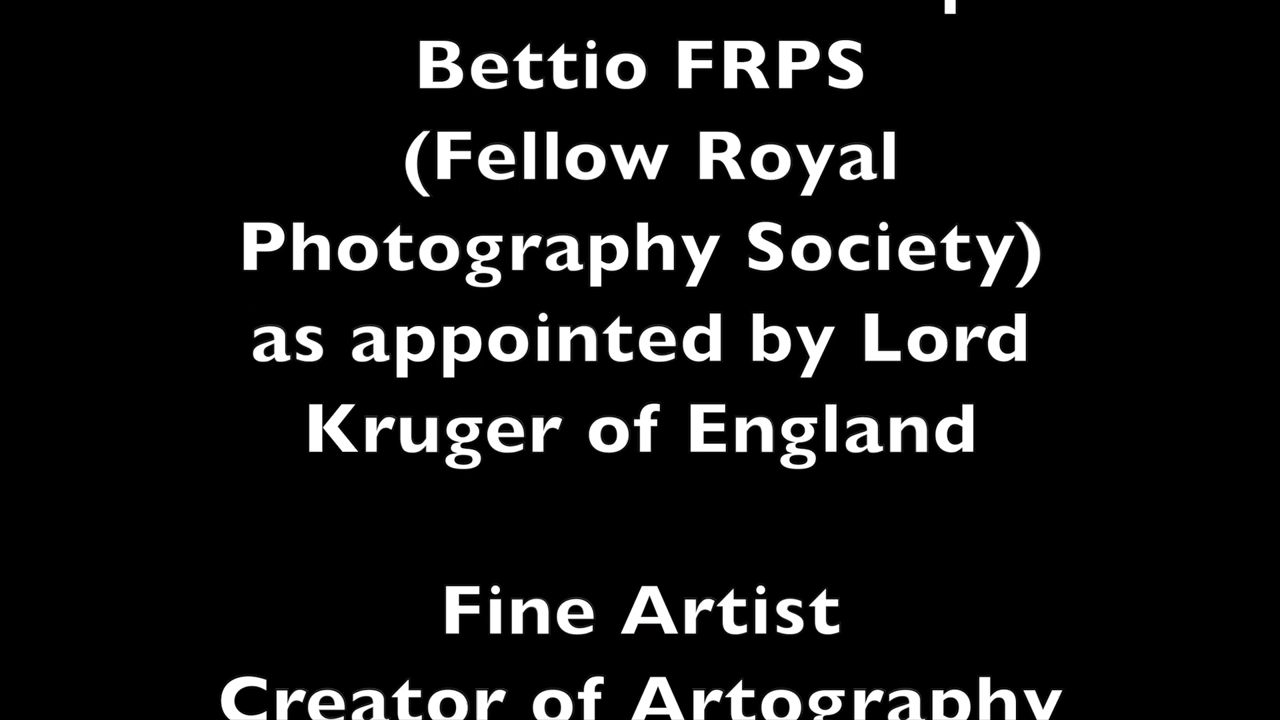 Bettio FRPS
(Fellow Royal
Photography Society)
as appointed by Lord
Kruger of England
Fine Artist
Creator of Artography